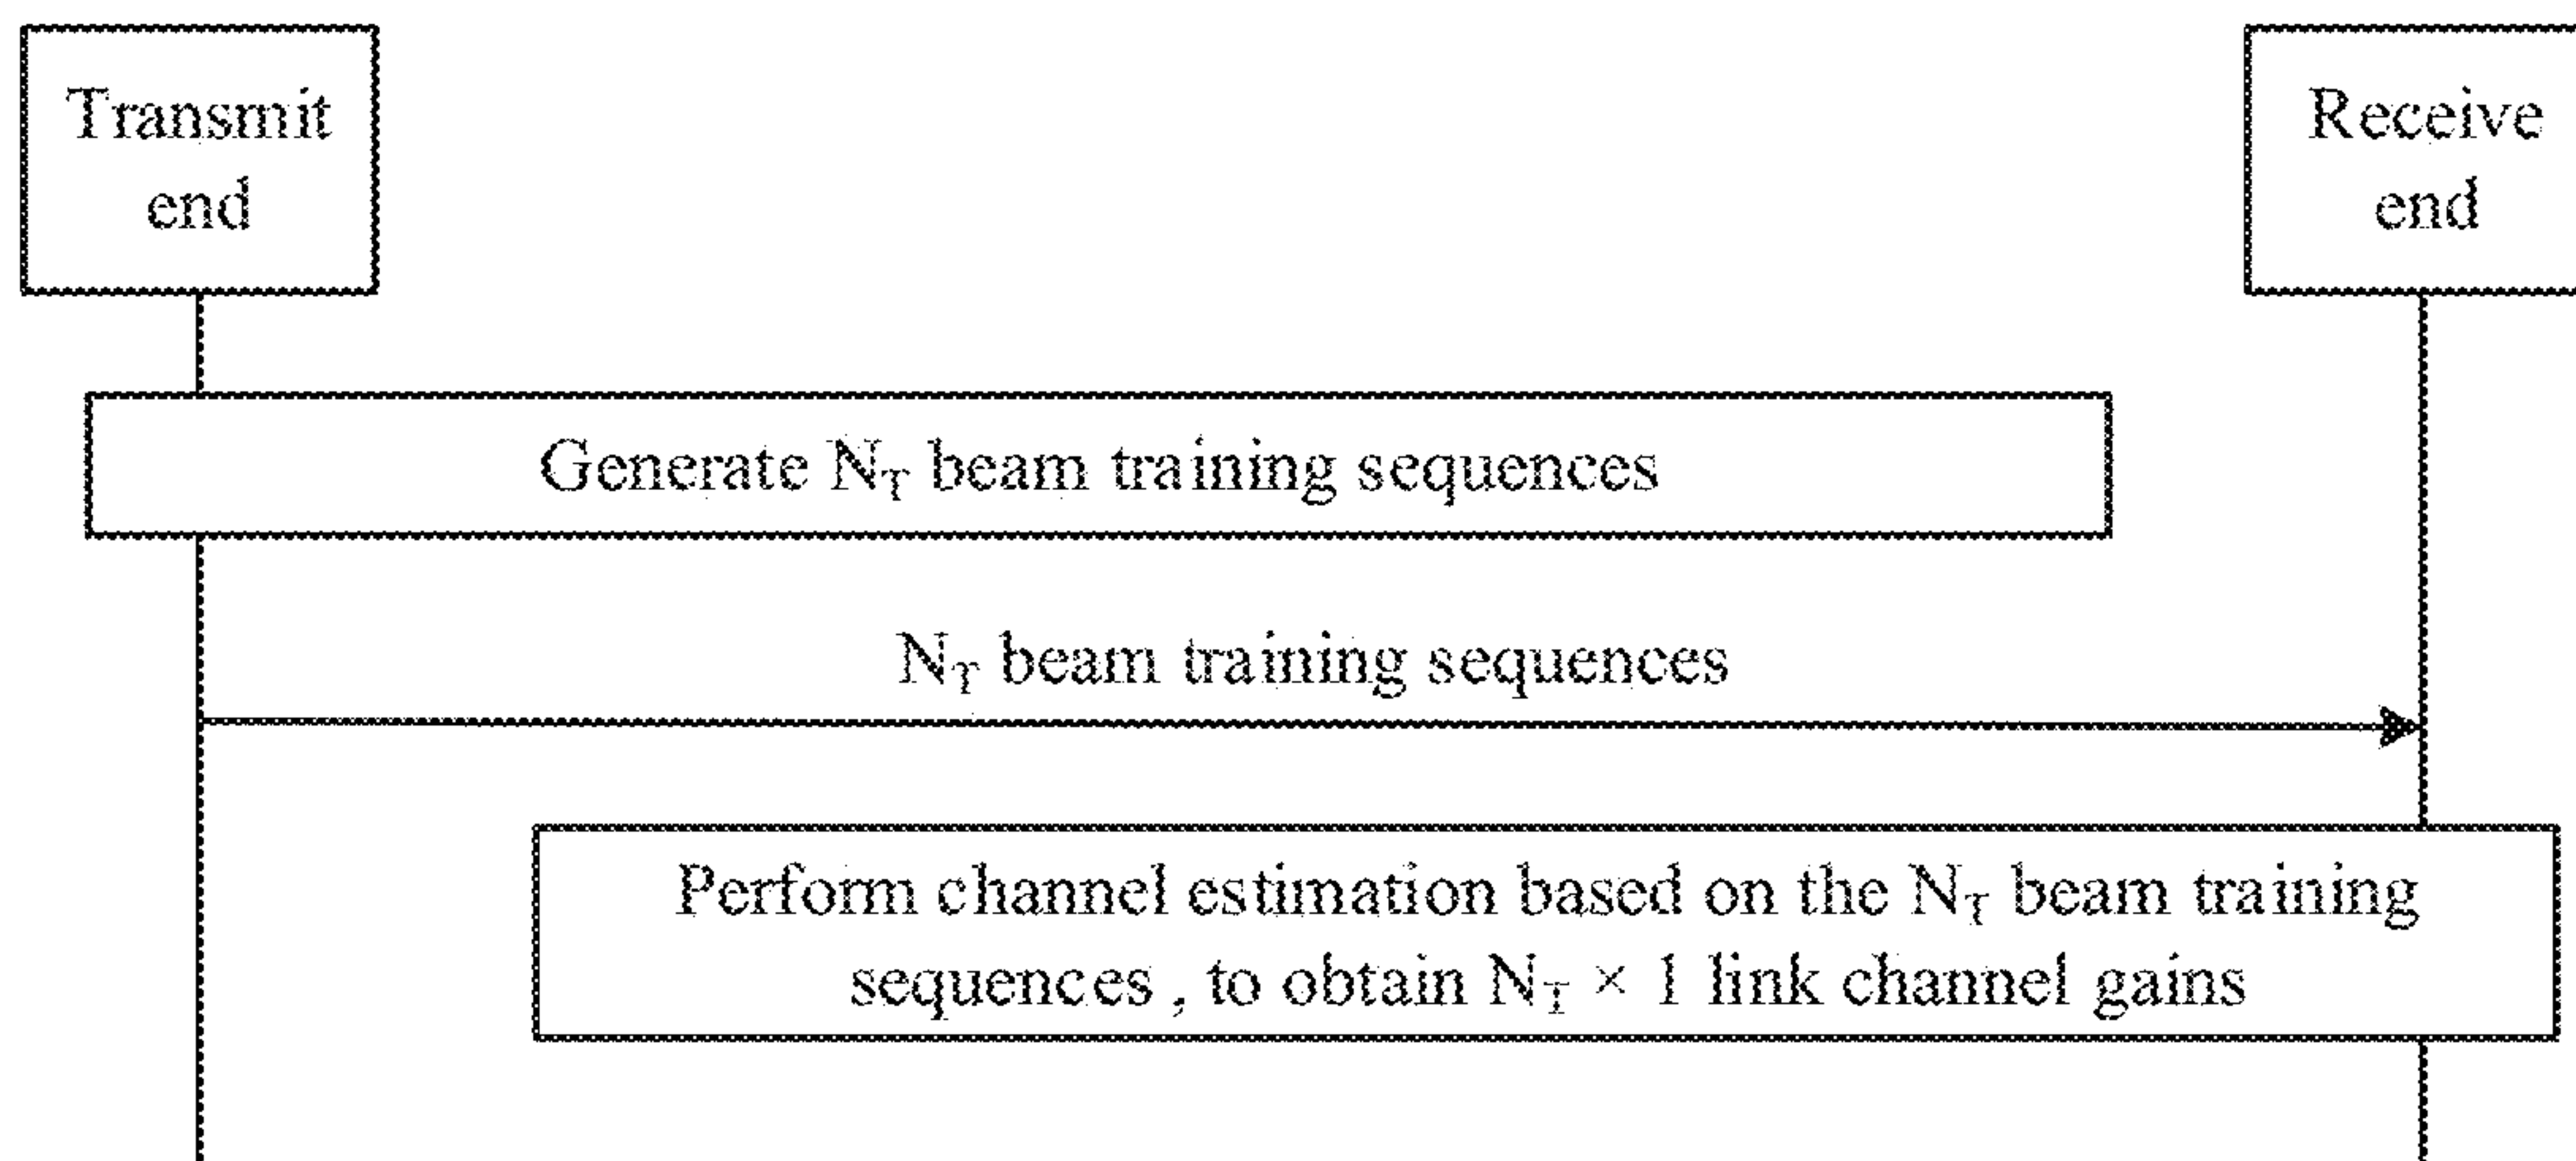 Transmit
end
Receive
end
Generate N_T beam training sequences
N_T beam training sequences
Perform channel estimation based on the N_T beam training
sequences , to obtain N_T × 1 link channel gains